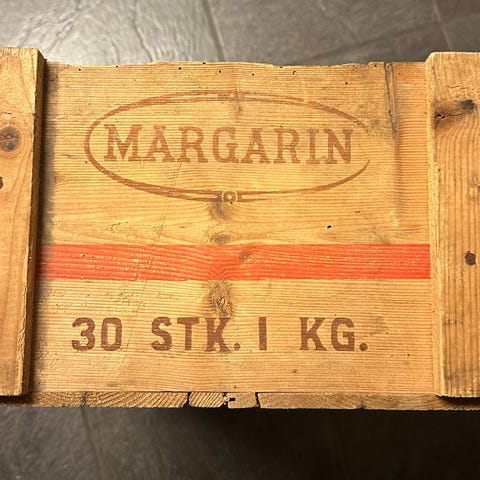 MARGARIN
30 STK. 1 KG.